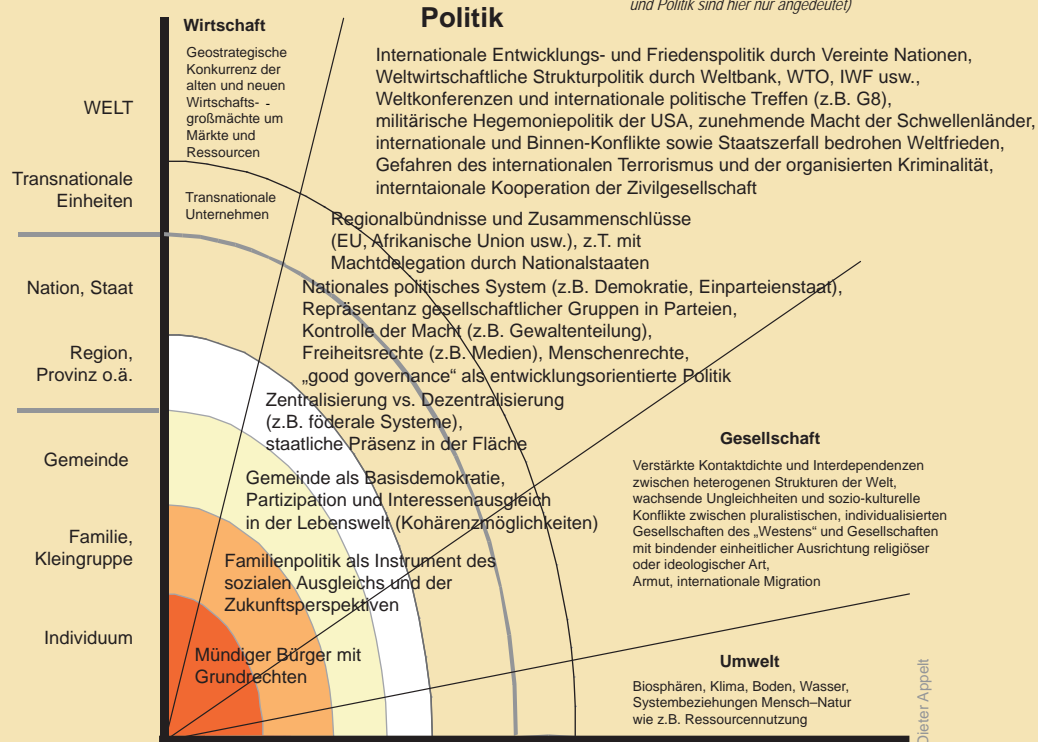 und Politik sind hier nur angedeutet)
Politik
Wirtschaft
Geostrategische
Konkurrenz der
alten und neuen
Wirtschafts- -
großmächte um
Märkte und
Ressourcen
Internationale Entwicklungs- und Friedenspolitik durch Vereinte Nationen,
Weltwirtschaftliche Strukturpolitik durch Weltbank, WTO, IWF usw.,
Weltkonferenzen und internationale politische Treffen (z.B. G8),
militärische Hegemoniepolitik der USA, zunehmende Macht der Schwellenländer,
internationale und Binnen-Konflikte sowie Staatszerfall bedrohen Weltfrieden,
Gefahren des internationalen Terrorismus und der organisierten Kriminalität,
interntaionale Kooperation der Zivilgesellschaft
WELT
Transnationale
Einheiten
Transnationale
Unternehmen
Regionalbündnisse und Zusammenschlüsse
(EU, Afrikanische Union usw.), z.T. mit
Machtdelegation durch Nationalstaaten
Nation, Staat
Nationales politisches System (z.B. Demokratie, Einparteienstaat),
Repräsentanz gesellschaftlicher Gruppen in Parteien,
Kontrolle der Macht (z.B. Gewaltenteilung),
Freiheitsrechte (z.B. Medien), Menschenrechte,
„good governance“ als entwicklungsorientierte Politik
Region,
Provinz o.ä.
Zentralisierung vs. Dezentralisierung
(z.B. föderale Systeme),
staatliche Präsenz in der Fläche
Gemeinde
Gemeinde als Basisdemokratie,
Partizipation und Interessenausgleich
in der Lebenswelt (Kohärenzmöglichkeiten)
Gesellschaft
Verstärkte Kontaktdichte und Interdependenzen
zwischen heterogenen Strukturen der Welt,
wachsende Ungleichheiten und sozio-kulturelle
Konflikte zwischen pluralistischen, individualisierten
Gesellschaften des „Westens“ und Gesellschaften
mit bindender einheitlicher Ausrichtung religiöser
oder ideologischer Art,
Armut, internationale Migration
Familie,
Kleingruppe
Familienpolitik als Instrument des
sozialen Ausgleichs und der
Zukunftsperspektiven
Individuum
Mündiger Bürger mit
Grundrechten
Umwelt
Biosphären, Klima, Boden, Wasser,
Systembeziehungen Mensch–Natur
wie z.B. Ressourcennutzung
Dieter Appelt